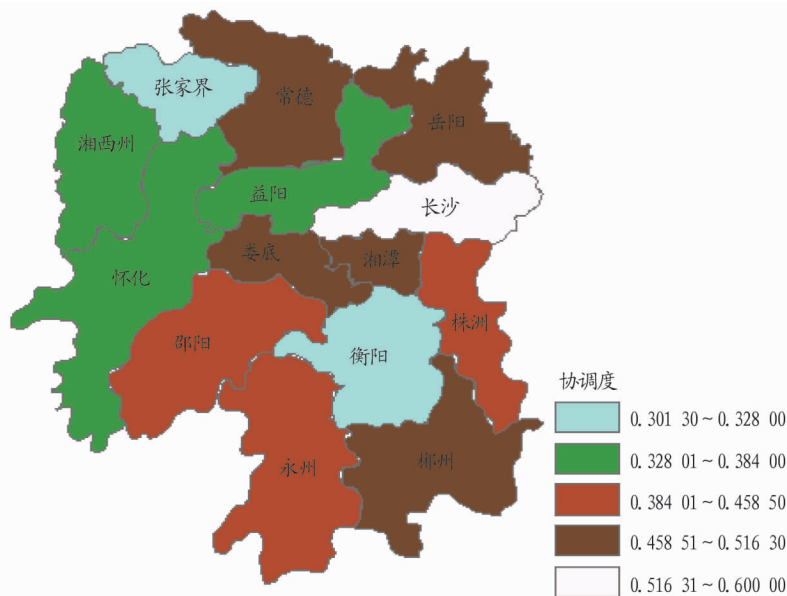 张家界
常德
岳阳
湘西州
益阳
长沙
娄底
湘潭
怀化
株洲
邵阳
衡阳
永州
郴州
协调度
0.301 30～0.328 00
0.328 01～0.384 00
0.384 01～0.458 50
0.458 51～0.516 30
0.516 31～0.600 00